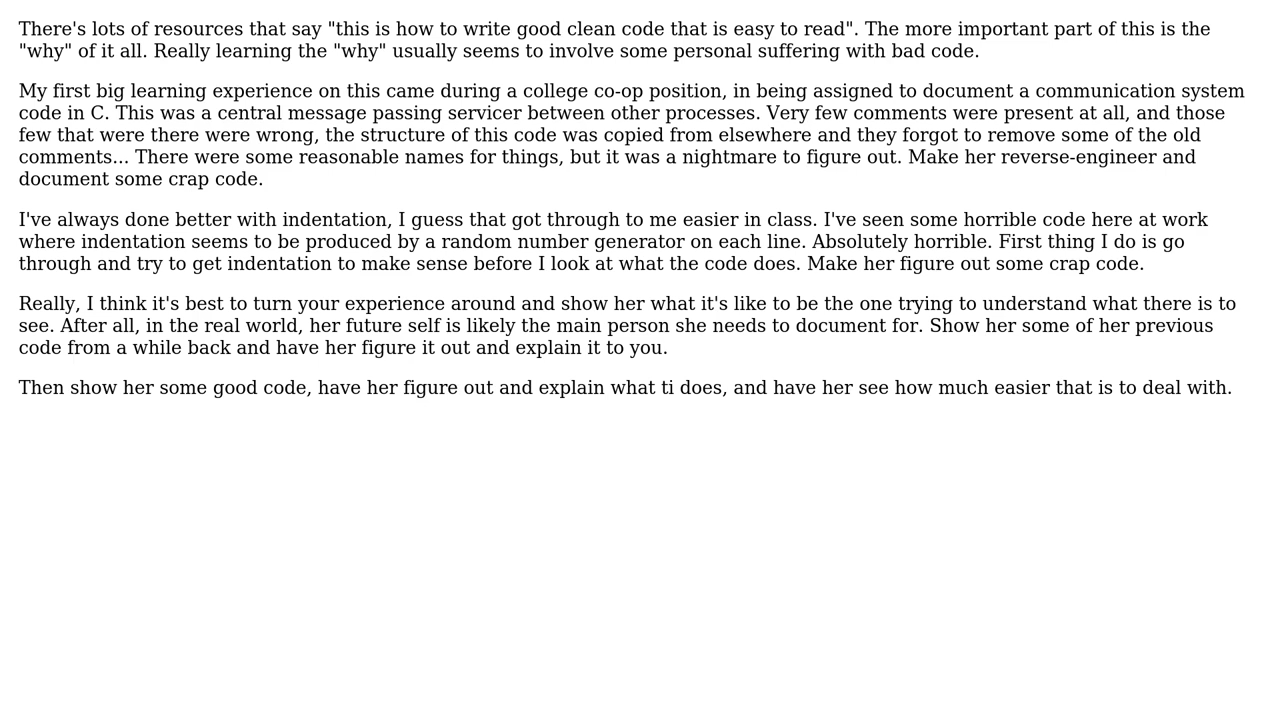 There's lots of resources that say "this is how to write good clean code that is easy to read". The more important part of this is the
"why" of it all. Really learning the "why" usually seems to involve some personal suffering with bad code.
My first big learning experience on this came during a college co-op position, in being assigned to document a communication system
code in C. This was a central message passing servicer between other processes. Very few comments were present at all, and those
few that were there were wrong, the structure of this code was copied from elsewhere and they forgot to remove some of the old
comments... There were some reasonable names for things, but it was a nightmare to figure out. Make her reverse-engineer and
document some crap code.
I've always done better with indentation, I guess that got through to me easier in class. I've seen some horrible code here at work
where indentation seems to be produced by a random number generator on each line. Absolutely horrible. First thing I do is go
through and try to get indentation to make sense before I look at what the code does. Make her figure out some crap code.
Really, I think it's best to turn your experience around and show her what it's like to be the one trying to understand what there is to
see. After all, in the real world, her future self is likely the main person she needs to document for. Show her some of her previous
code from a while back and have her figure it out and explain it to you.
Then show her some good code, have her figure out and explain what ti does, and have her see how much easier that is to deal with.